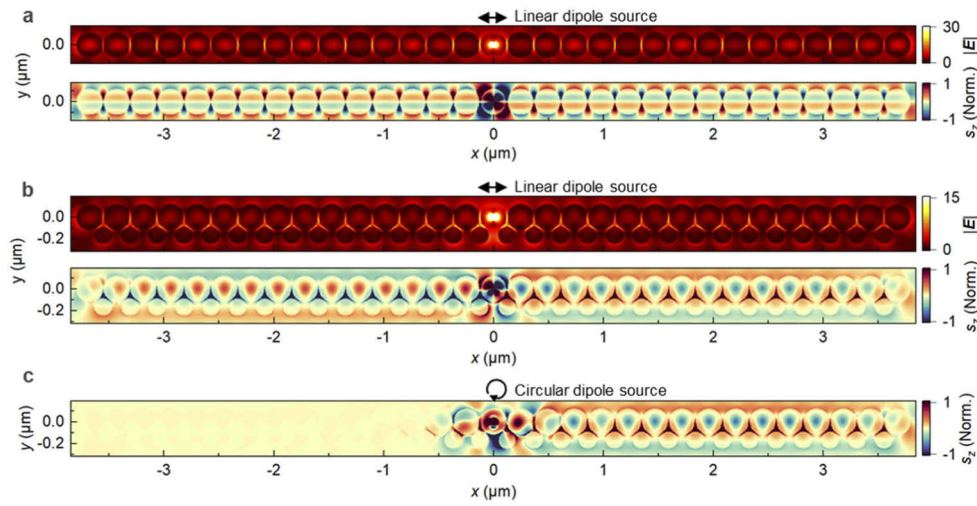 a
Linear dipole source
30
0
|E|
0.0
1
-1
s_z (Norm.)
0.0
y (µm)
-3 -2 -1 0 1 2 3
x (µm)
b
Linear dipole source
15
0
|E|
0.0
-0.2
1
-1
s_z (Norm.)
0.0
-0.2
y (µm)
-3 -2 -1 0 1 2 3
x (µm)
c
Circular dipole source
1
-1
s_z (Norm.)
0.0
-0.2
y (µm)
-3 -2 -1 0 1 2 3
x (µm)